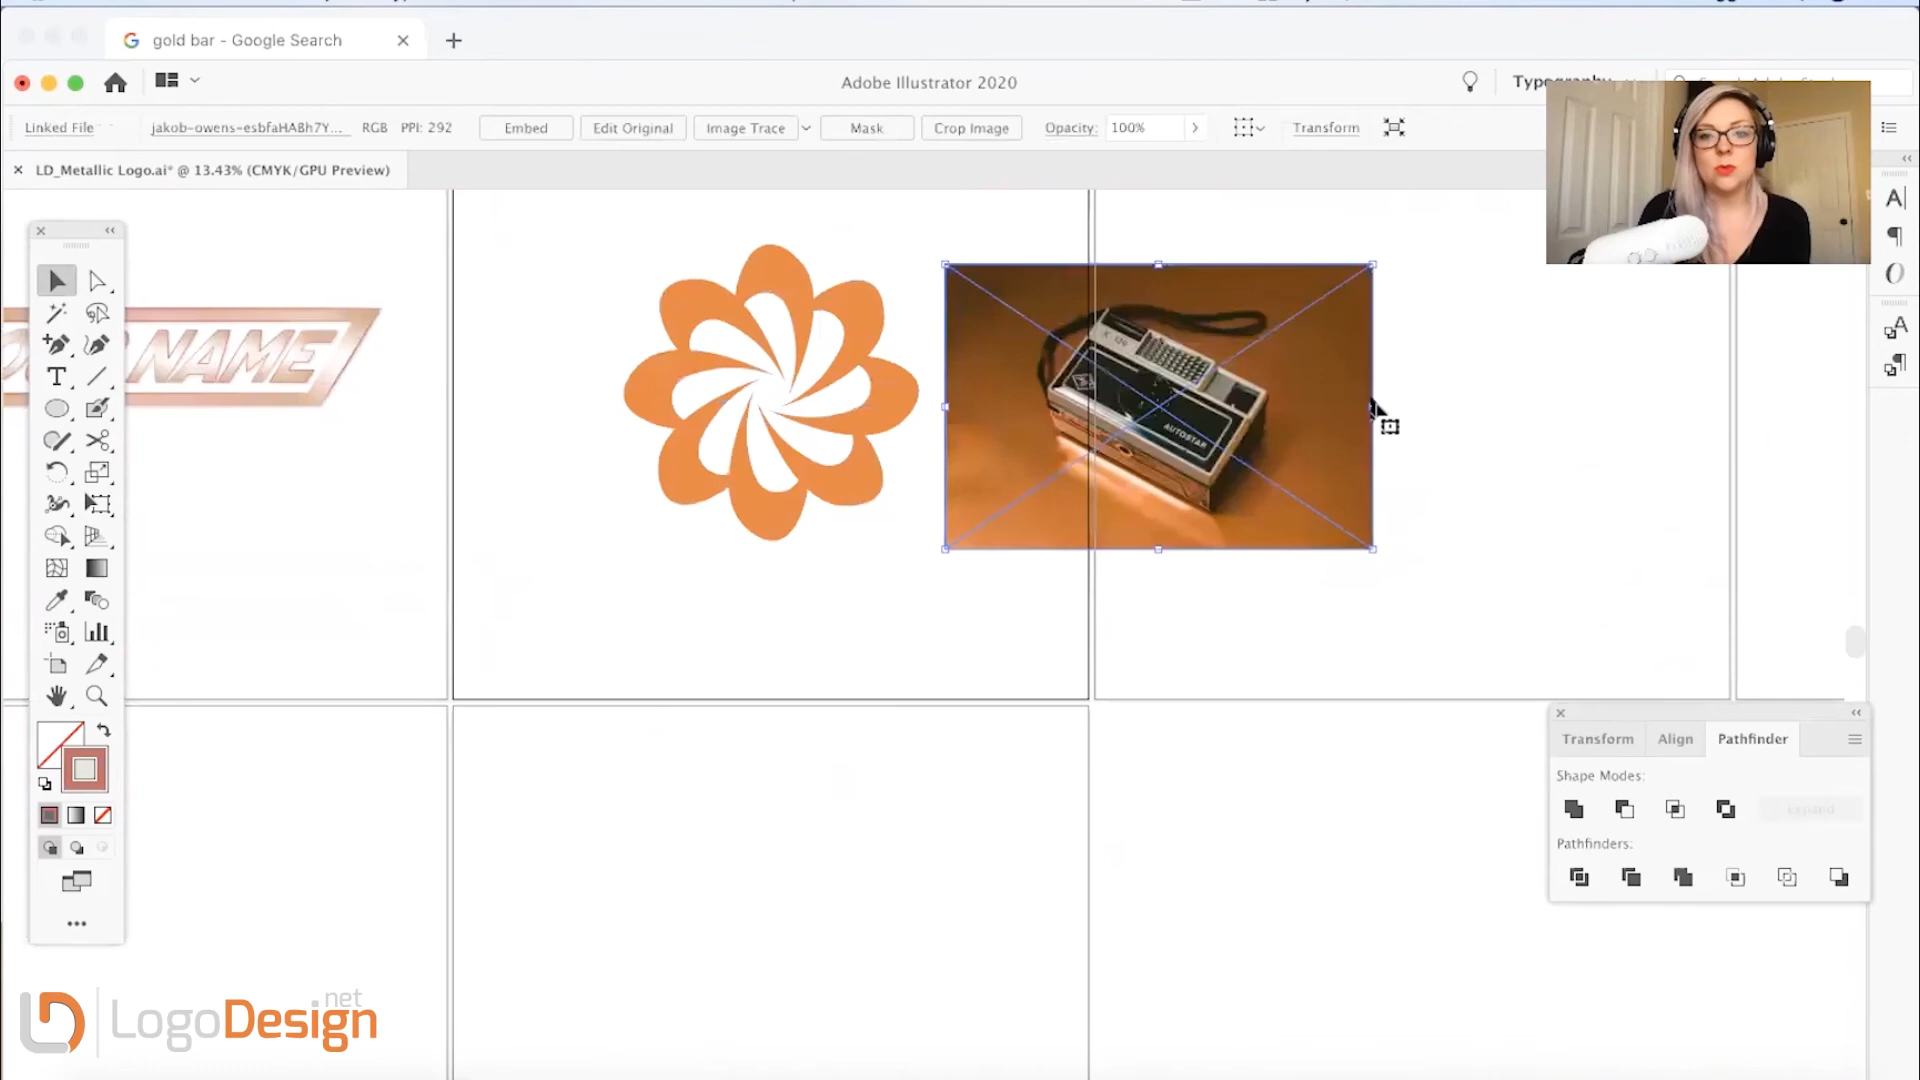 gold bar - Google Search
Adobe Illustrator 2020
Typography
Linked File
jakob-owens-esbfaHABh7Y...
RGB
PPI: 292
Embed
Edit Original
Image Trace
Mask
Crop Image
Opacity:
100%
Transform
LD_Metallic Logo.ai* @ 13.43% (CMYK/GPU Preview)
NAME
AUTOSTAR
Transform
Align
Pathfinder
Shape Modes:
Expand
Pathfinders:
LogoDesign
.net